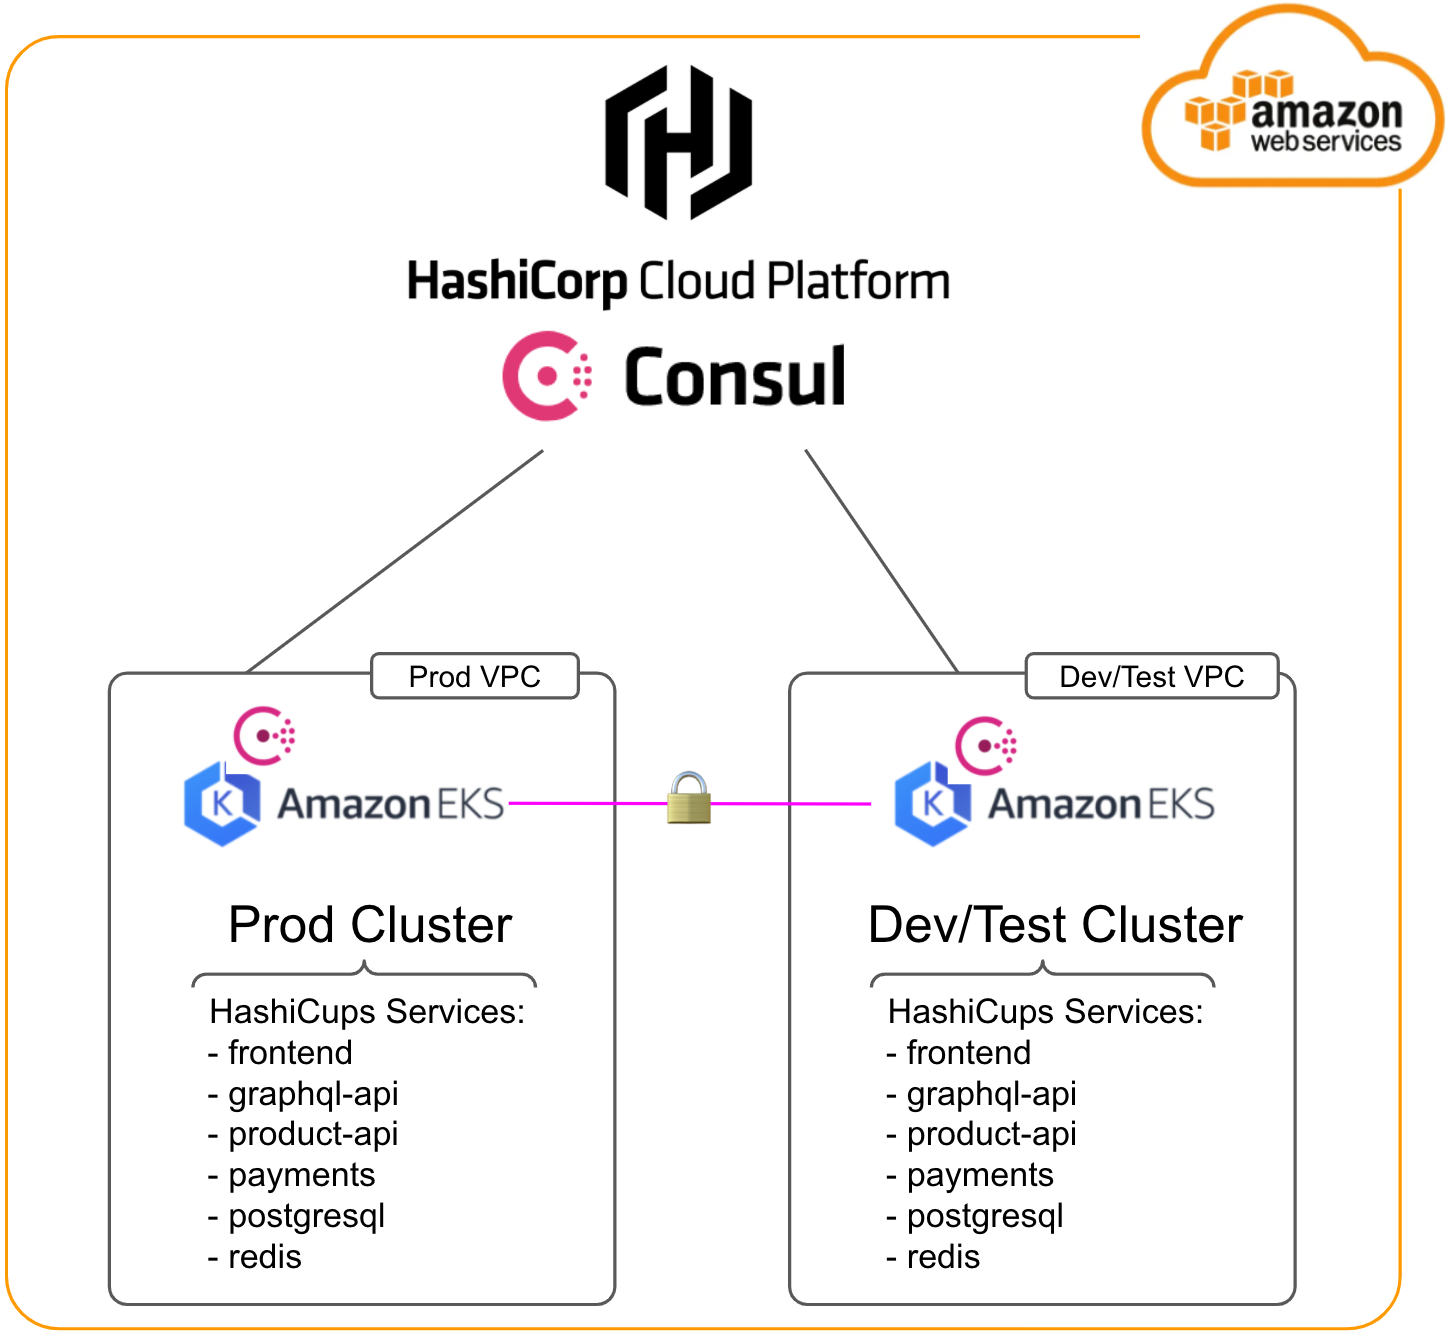 amazon
web services
HashiCorp Cloud Platform
Consul
Prod VPC
Dev/Test VPC
K Amazon EKS
K Amazon EKS
Prod Cluster
HashiCups Services:
- frontend
- graphql-api
- product-api
- payments
- postgresql
- redis
Dev/Test Cluster
HashiCups Services:
- frontend
- graphql-api
- product-api
- payments
- postgresql
- redis